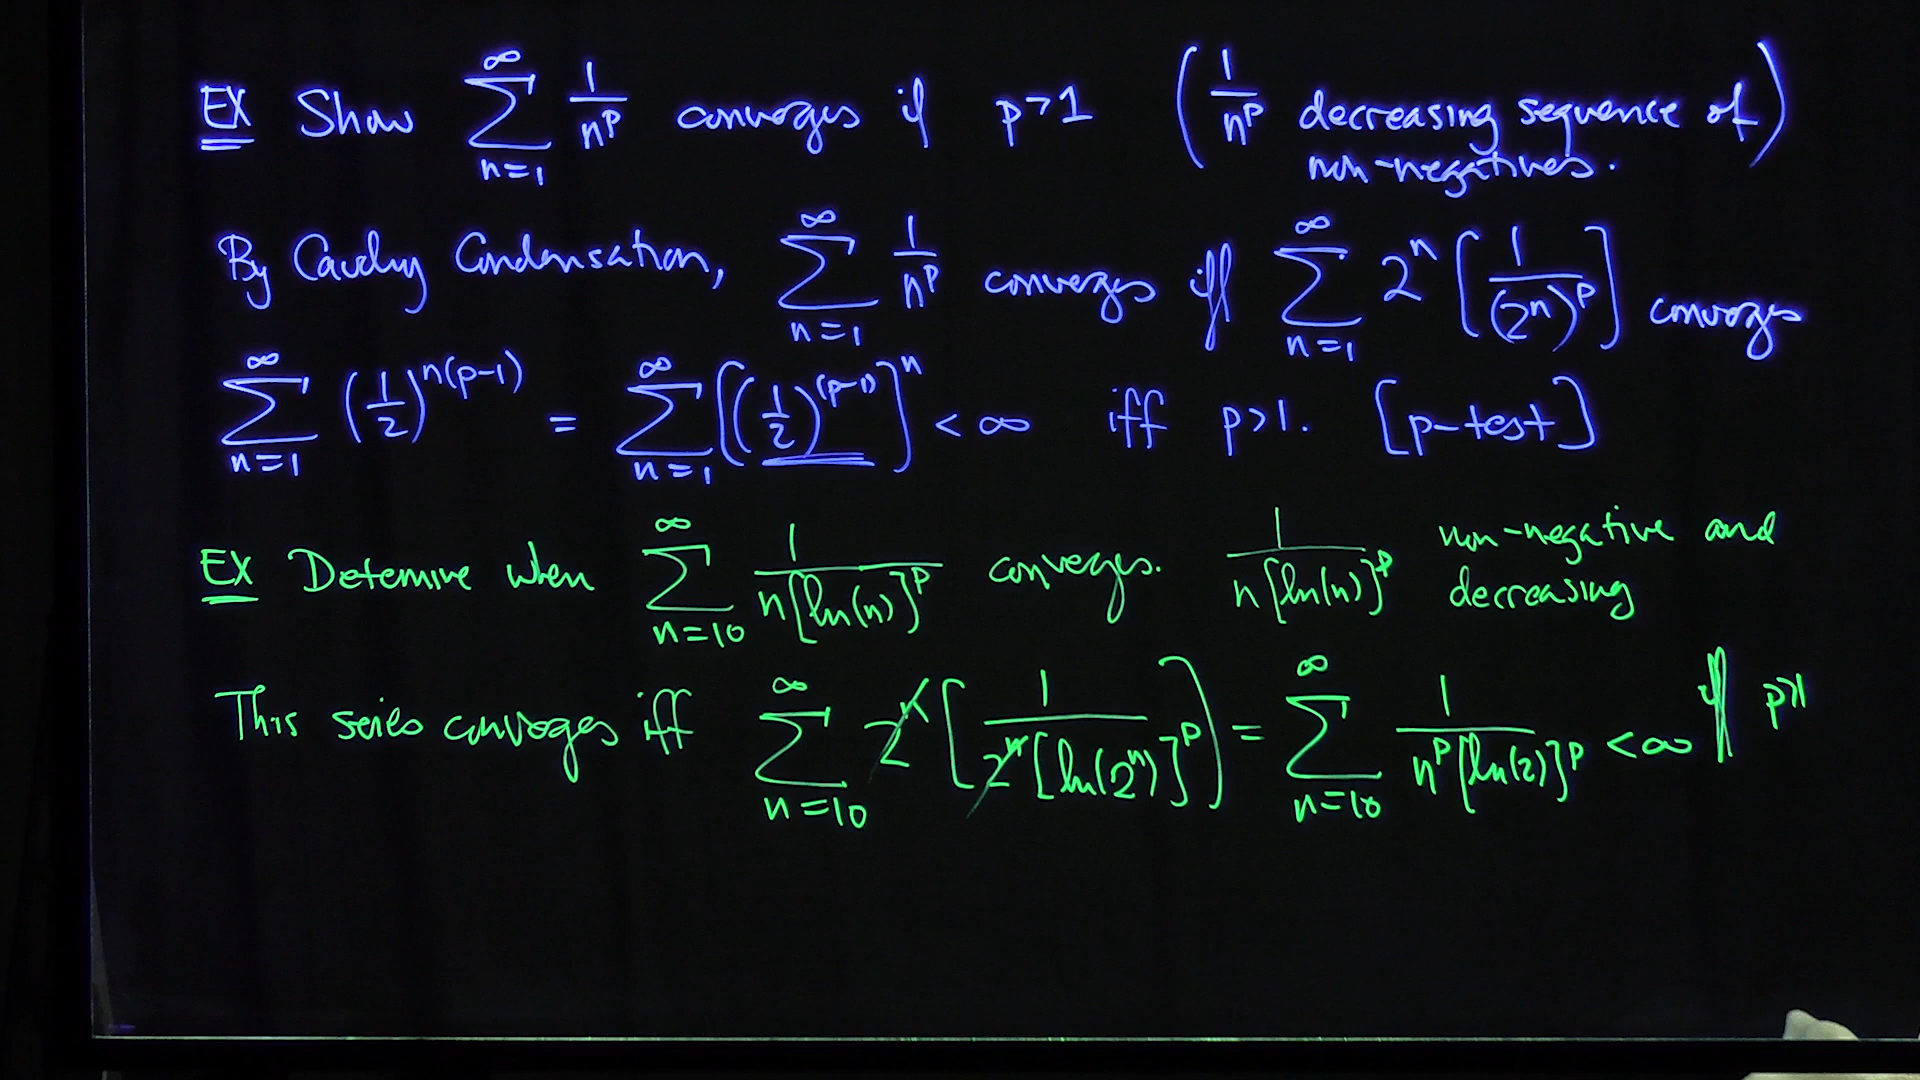 EX Show ∑_{n=1}^{∞} 1/n^p converges if p>1 (1/n^p decreasing sequence of non-negatives.)
By Cauchy Condensation, ∑_{n=1}^{∞} 1/n^p converges iff ∑_{n=1}^{∞} 2^n [1/(2^n)^p] converges
∑_{n=1}^{∞} (1/2)^{n(p-1)} = ∑_{n=1}^{∞} [(1/2)^{(p-1)}]^n < ∞ iff p>1. [p-test]
EX Determine when ∑_{n=10}^{∞} 1/(n[ln(n)]^p) converges. 1/(n[ln(n)]^p) non-negative and decreasing
This series converges iff ∑_{n=10}^{∞} 2^n [1/(2^n[ln(2^n)]^p)] = ∑_{n=10}^{∞} 1/(n^p[ln(2)]^p) < ∞ iff p>1